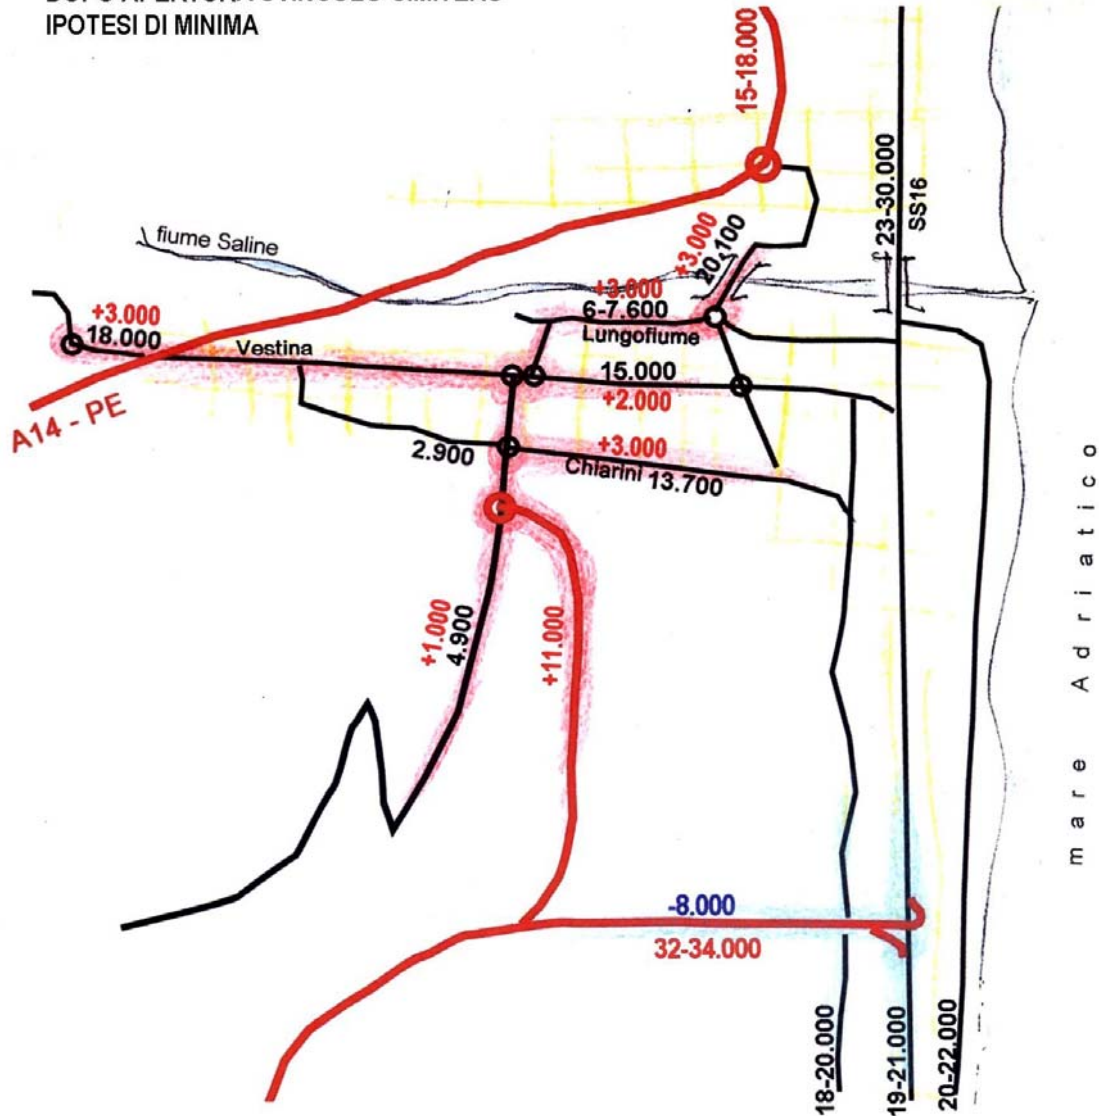 IPOTESI DI MINIMA
15-18.000
23-30.000
SS16
fiume Saline
+3.000
20.100
+3.000
6-7.600
Lungofiume
+3.000
18.000
Vestina
15.000
+2.000
A14 - PE
2.900
+3.000
Chiarini 13.700
+1.000
4.900
+11.000
mare Adriatico
-8.000
32-34.000
18-20.000
19-21.000
20-22.000